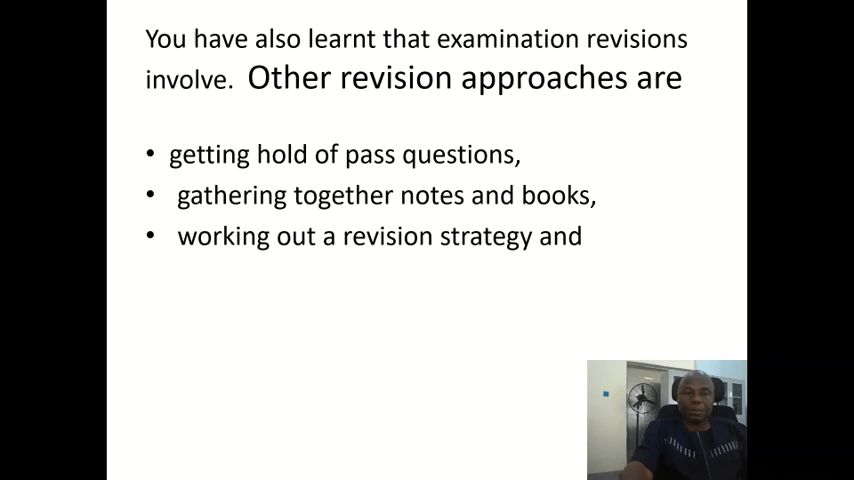 You have also learnt that examination revisions
involve. Other revision approaches are
• getting hold of pass questions,
• gathering together notes and books,
• working out a revision strategy and